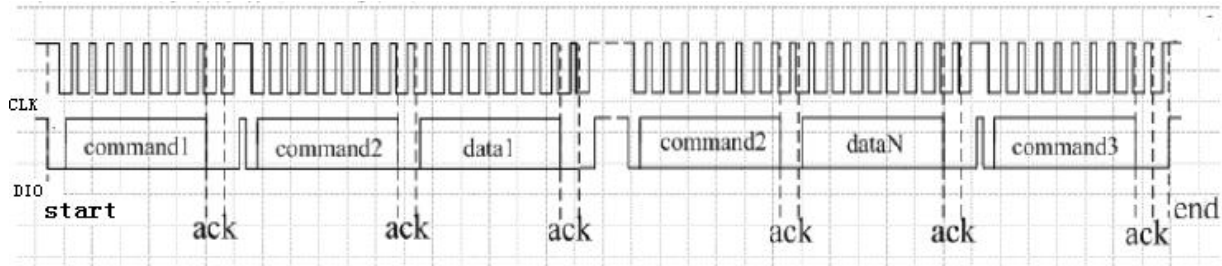 CLK
command1 command2 data1 command2 dataN command3
DIO
start
end
ack ack ack ack ack ack